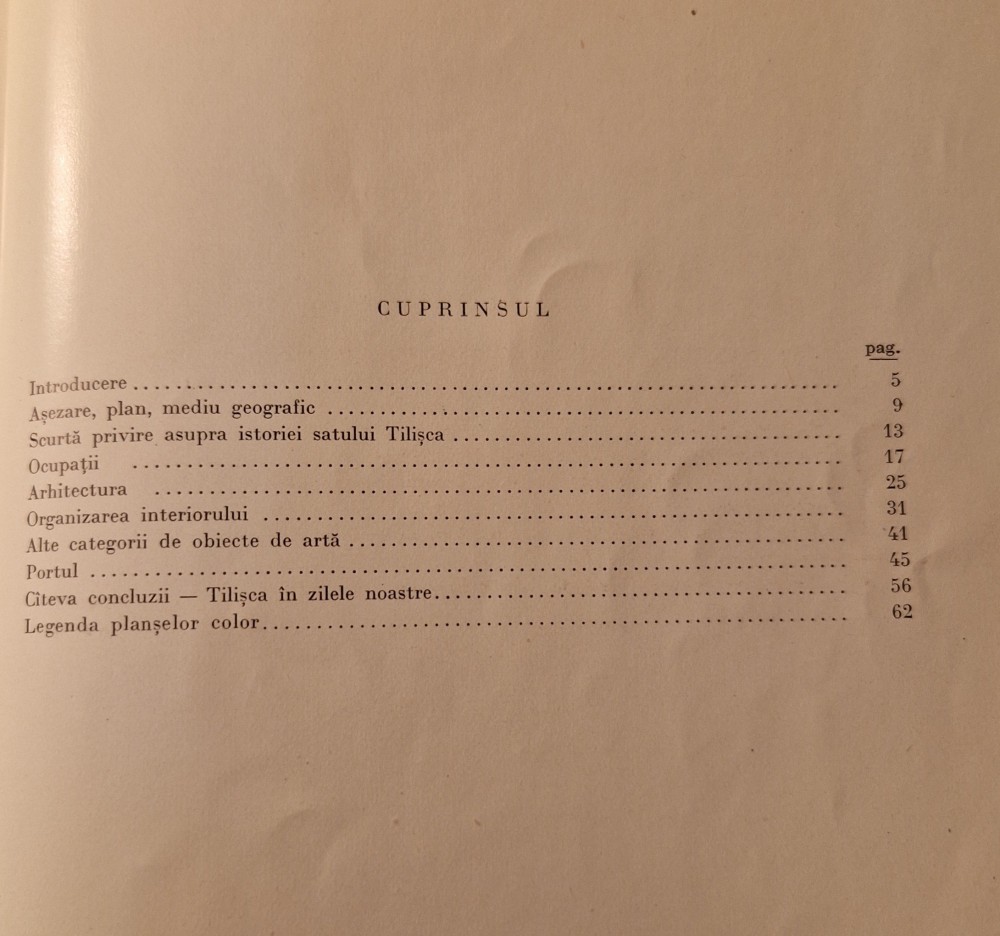 CUPRINSUL
pag.
Introducere ........................................ 5
Așezare, plan, mediu geografic ........................................ 9
Scurtă privire asupra istoriei satului Tilișca ........................................ 13
Ocupații ........................................ 17
Arhitectura ........................................ 25
Organizarea interiorului ........................................ 31
Alte categorii de obiecte de artă ........................................ 41
Portul ........................................ 45
Cîteva concluzii — Tilișca în zilele noastre ........................................ 56
Legenda planșelor color ........................................ 62